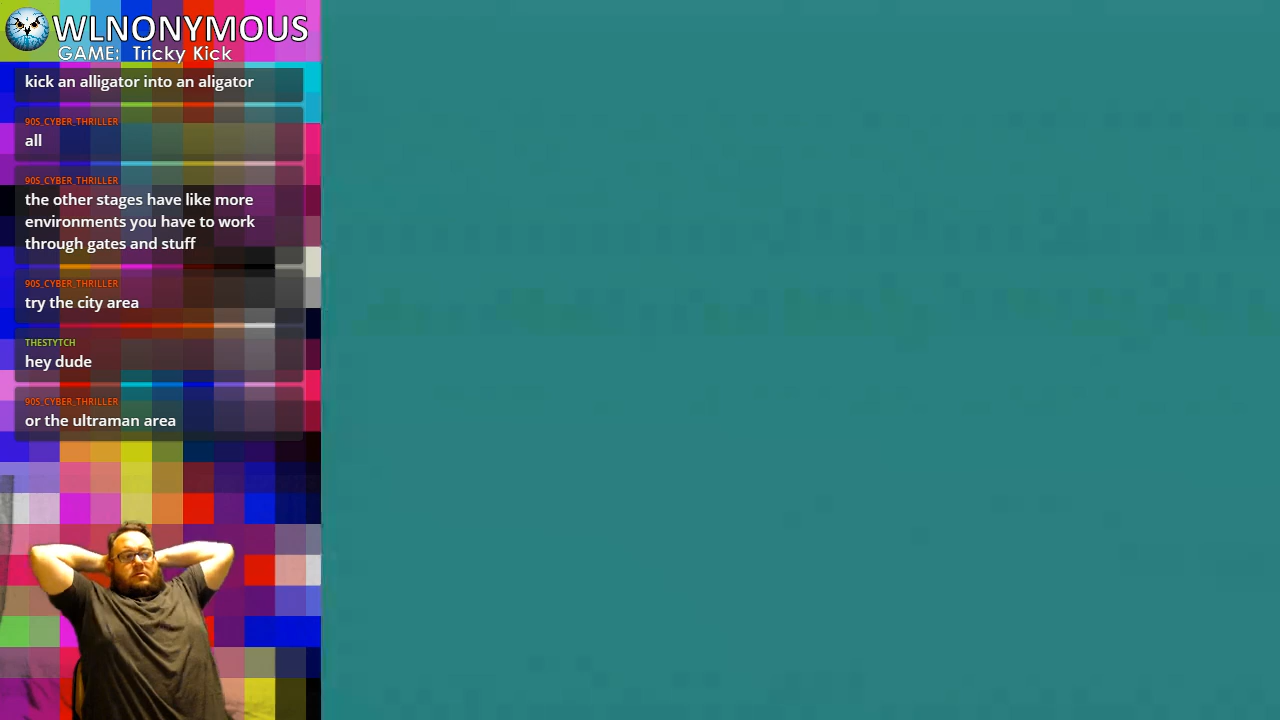 WLNONYMOUS
GAME: Tricky Kick
kick an alligator into an aligator
90S_CYBER_THRILLER
all
90S_CYBER_THRILLER
the other stages have like more
environments you have to work
through gates and stuff
90S_CYBER_THRILLER
try the city area
THESTYTCH
hey dude
90S_CYBER_THRILLER
or the ultraman area